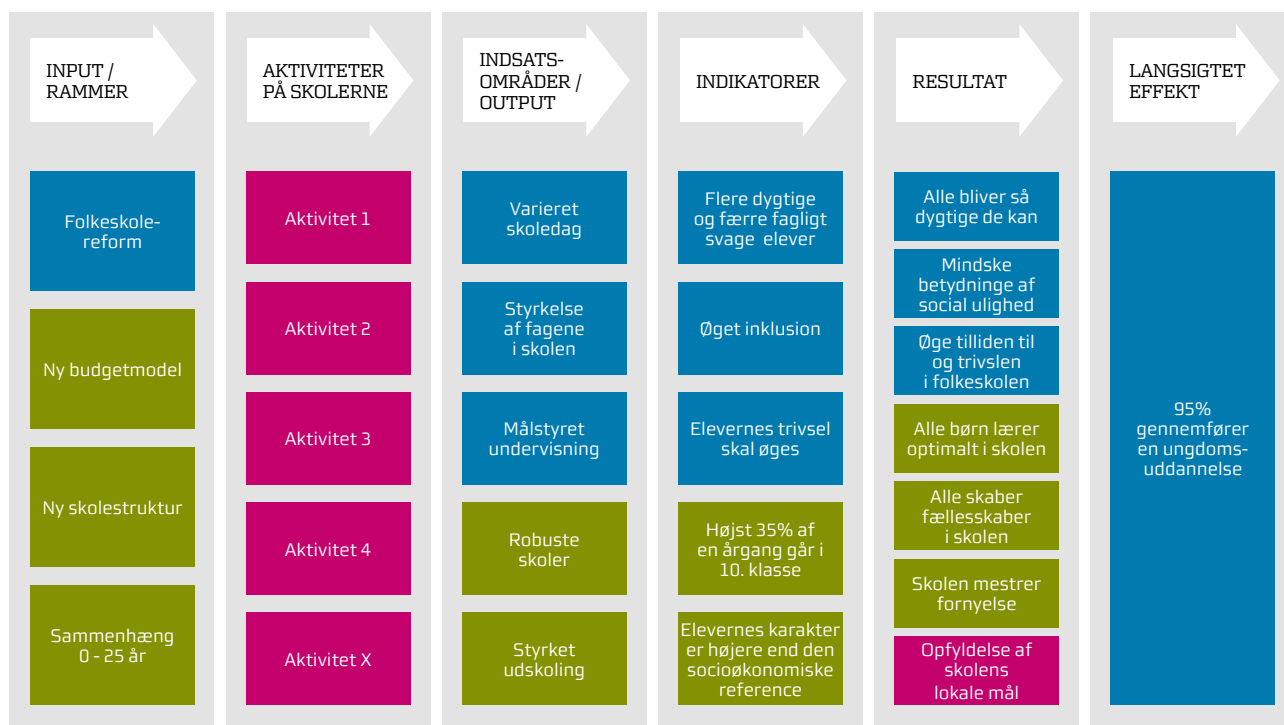 INPUT /
RAMMER
Folkeskole-
reform
Ny budgetmodel
Ny skolestruktur
Sammenhæng
0 - 25 år
AKTIVITETER
PÅ SKOLERNE
Aktivitet 1
Aktivitet 2
Aktivitet 3
Aktivitet 4
Aktivitet X
INDSATS-
OMRÅDER /
OUTPUT
Varieret
skoledag
Styrkelse
af fagene
i skolen
Målstyret
undervisning
Robuste
skoler
Styrket
udskoling
INDIKATORER
Flere dygtige
og færre fagligt
svage elever
Øget inklusion
Elevernes trivsel
skal øges
Højst 35% af
en årgang går i
10. klasse
Elevernes karakter
er højere end den
socioøkonomiske
reference
RESULTAT
Alle bliver så
dygtige de kan
Mindske
betydninge af
social ulighed
Øge tilliden til
og trivslen
i folkeskolen
Alle børn lærer
optimalt i skolen
Alle skaber
fællesskaber
i skolen
Skolen mestrer
fornyelse
Opfyldelse af
skolens
lokale mål
LANGSIGTET
EFFEKT
95%
gennemfører
en ungdoms-
uddannelse